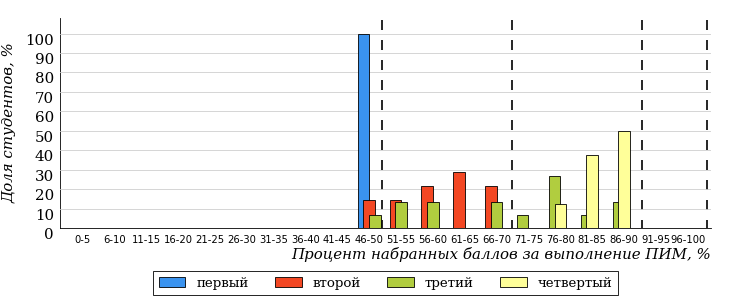 Доля студентов, %
100
90
80
70
60
50
40
30
20
10
0
0-5 6-10 11-15 16-20 21-25 26-30 31-35 36-40 41-45 46-50 51-55 56-60 61-65 66-70 71-75 76-80 81-85 86-90 91-95 96-100
Процент набранных баллов за выполнение ПИМ, %
первый второй третий четвертый